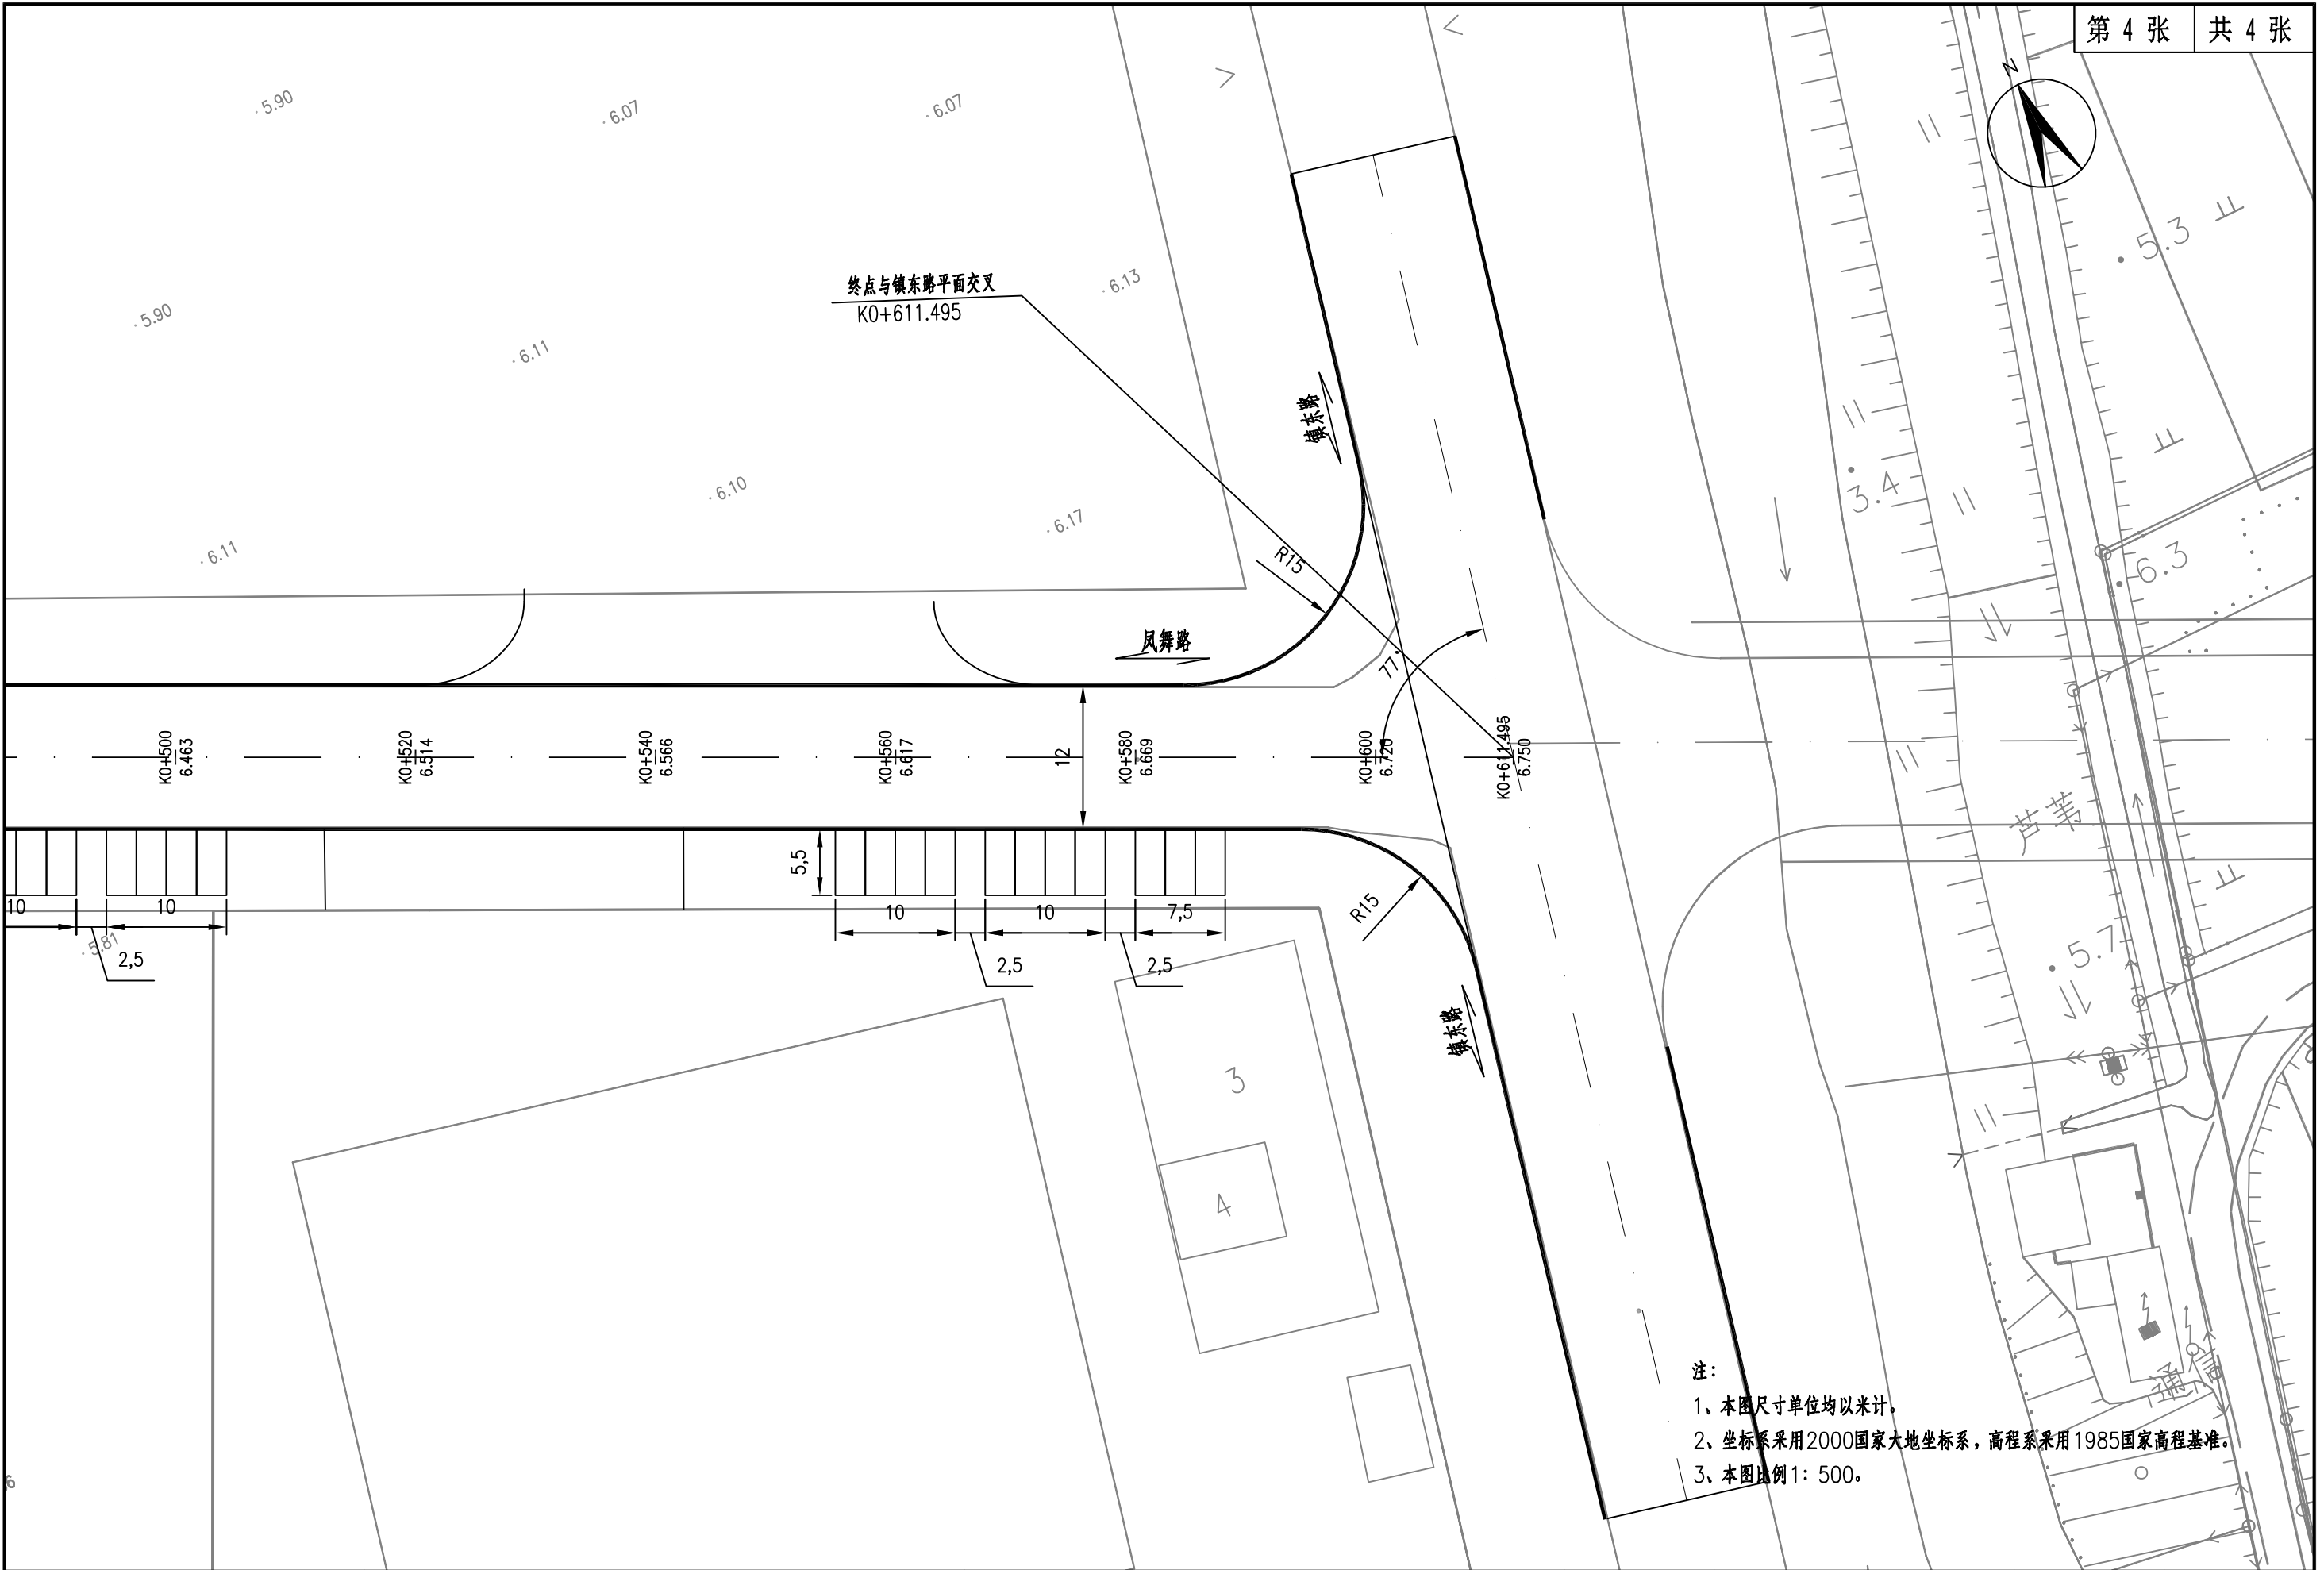 第 4 张 共 4 张
N
5.90
6.07
6.07
5.3
终点与镇东路平面交叉
K0+611.495
6.13
5.90
6.11
镇东路
3.4
6.10
6.17
6.11
R15
6.3
凤舞路
77°
K0+500
6.463
K0+520
6.514
K0+540
6.566
K0+560
6.617
12
K0+580
6.669
K0+600
6.720
K0+611.495
6.750
芦苇
5,5
10
10
10
10
7,5
R15
5.81
2,5
2,5
2,5
5.7
镇东路
3
4
通信
注：
1、本图尺寸单位均以米计。
2、坐标系采用2000国家大地坐标系，高程系采用1985国家高程基准。
3、本图比例1：500。